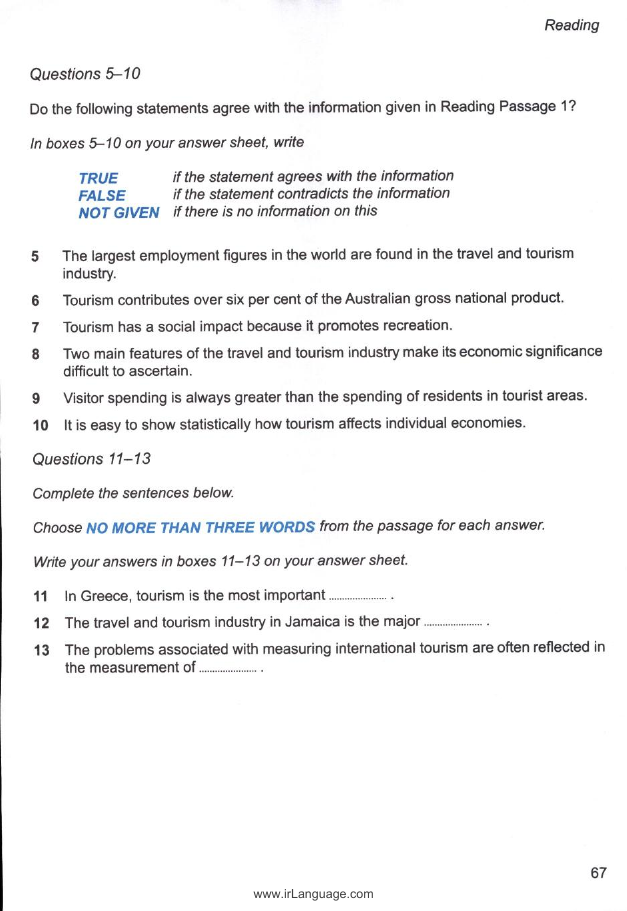 Reading
Questions 5–10
Do the following statements agree with the information given in Reading Passage 1?
In boxes 5–10 on your answer sheet, write
TRUE if the statement agrees with the information
FALSE if the statement contradicts the information
NOT GIVEN if there is no information on this
5 The largest employment figures in the world are found in the travel and tourism
industry.
6 Tourism contributes over six per cent of the Australian gross national product.
7 Tourism has a social impact because it promotes recreation.
8 Two main features of the travel and tourism industry make its economic significance
difficult to ascertain.
9 Visitor spending is always greater than the spending of residents in tourist areas.
10 It is easy to show statistically how tourism affects individual economies.
Questions 11–13
Complete the sentences below.
Choose NO MORE THAN THREE WORDS from the passage for each answer.
Write your answers in boxes 11–13 on your answer sheet.
11 In Greece, tourism is the most important ...................... .
12 The travel and tourism industry in Jamaica is the major ...................... .
13 The problems associated with measuring international tourism are often reflected in
the measurement of ...................... .
67
www.irLanguage.com